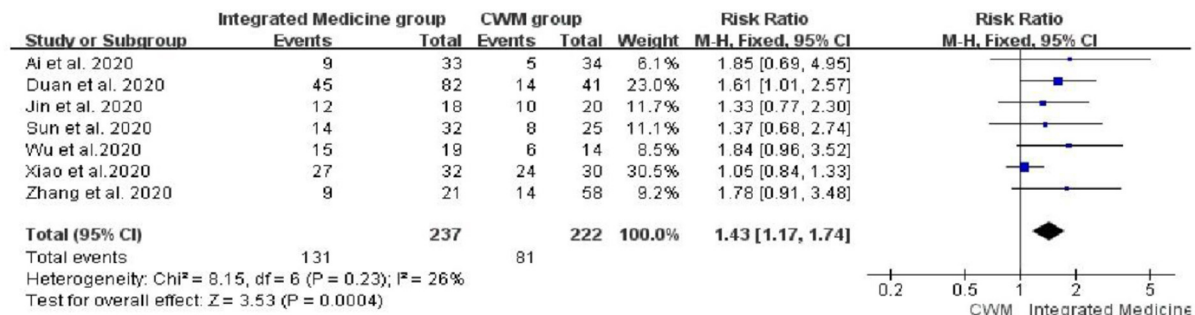 Integrated Medicine group CWM group Risk Ratio Risk Ratio
Study or Subgroup Events Total Events Total Weight M-H, Fixed, 95% CI M-H, Fixed, 95% CI
Ai et al. 2020 9 33 5 34 6.1% 1.85 [0.69, 4.95]
Duan et al. 2020 45 82 14 41 23.0% 1.61 [1.01, 2.57]
Jin et al. 2020 12 18 10 20 11.7% 1.33 [0.77, 2.30]
Sun et al. 2020 14 32 8 25 11.1% 1.37 [0.68, 2.74]
Wu et al.2020 15 19 6 14 8.5% 1.84 [0.96, 3.52]
Xiao et al. 2020 27 32 24 30 30.5% 1.05 [0.84, 1.33]
Zhang et al. 2020 9 21 14 58 9.2% 1.78 [0.91, 3.48]
Total (95% CI) 237 222 100.0% 1.43 [1.17, 1.74]
Total events 131 81
Heterogeneity: Chi² = 8.15, df = 6 (P = 0.23); I² = 26%
Test for overall effect: Z = 3.53 (P = 0.0004)
0.2 0.5 1 2 5
CWM Integrated Medicine